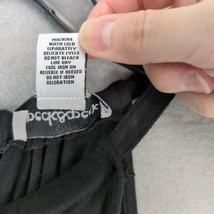 MACHINE
WASH COLD
SEPARATELY
DELICATE CYCLE
DO NOT BLEACH
LINE DRY
COOL IRON ON
REVERSE IF NEEDED
DO NOT IRON
DECORATION